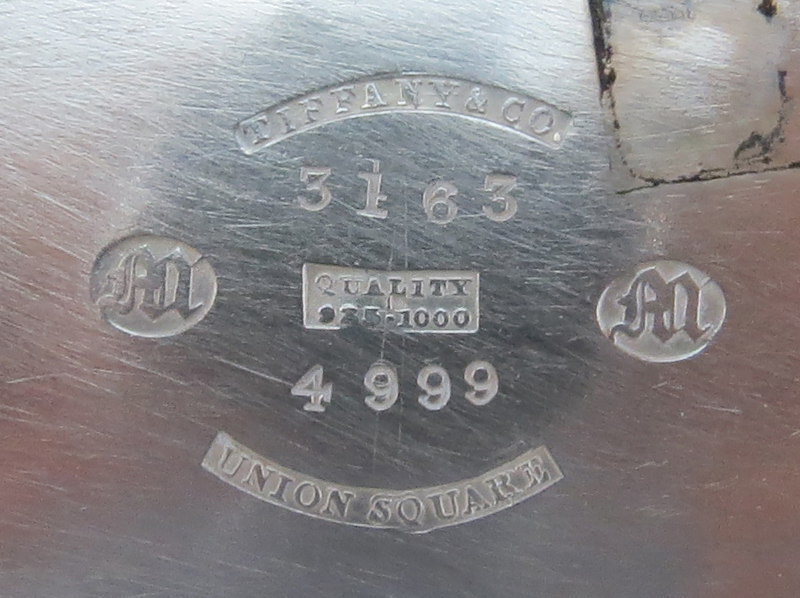 TIFFANY & CO.
3163
M QUALITY M
925-1000
4999
UNION SQUARE